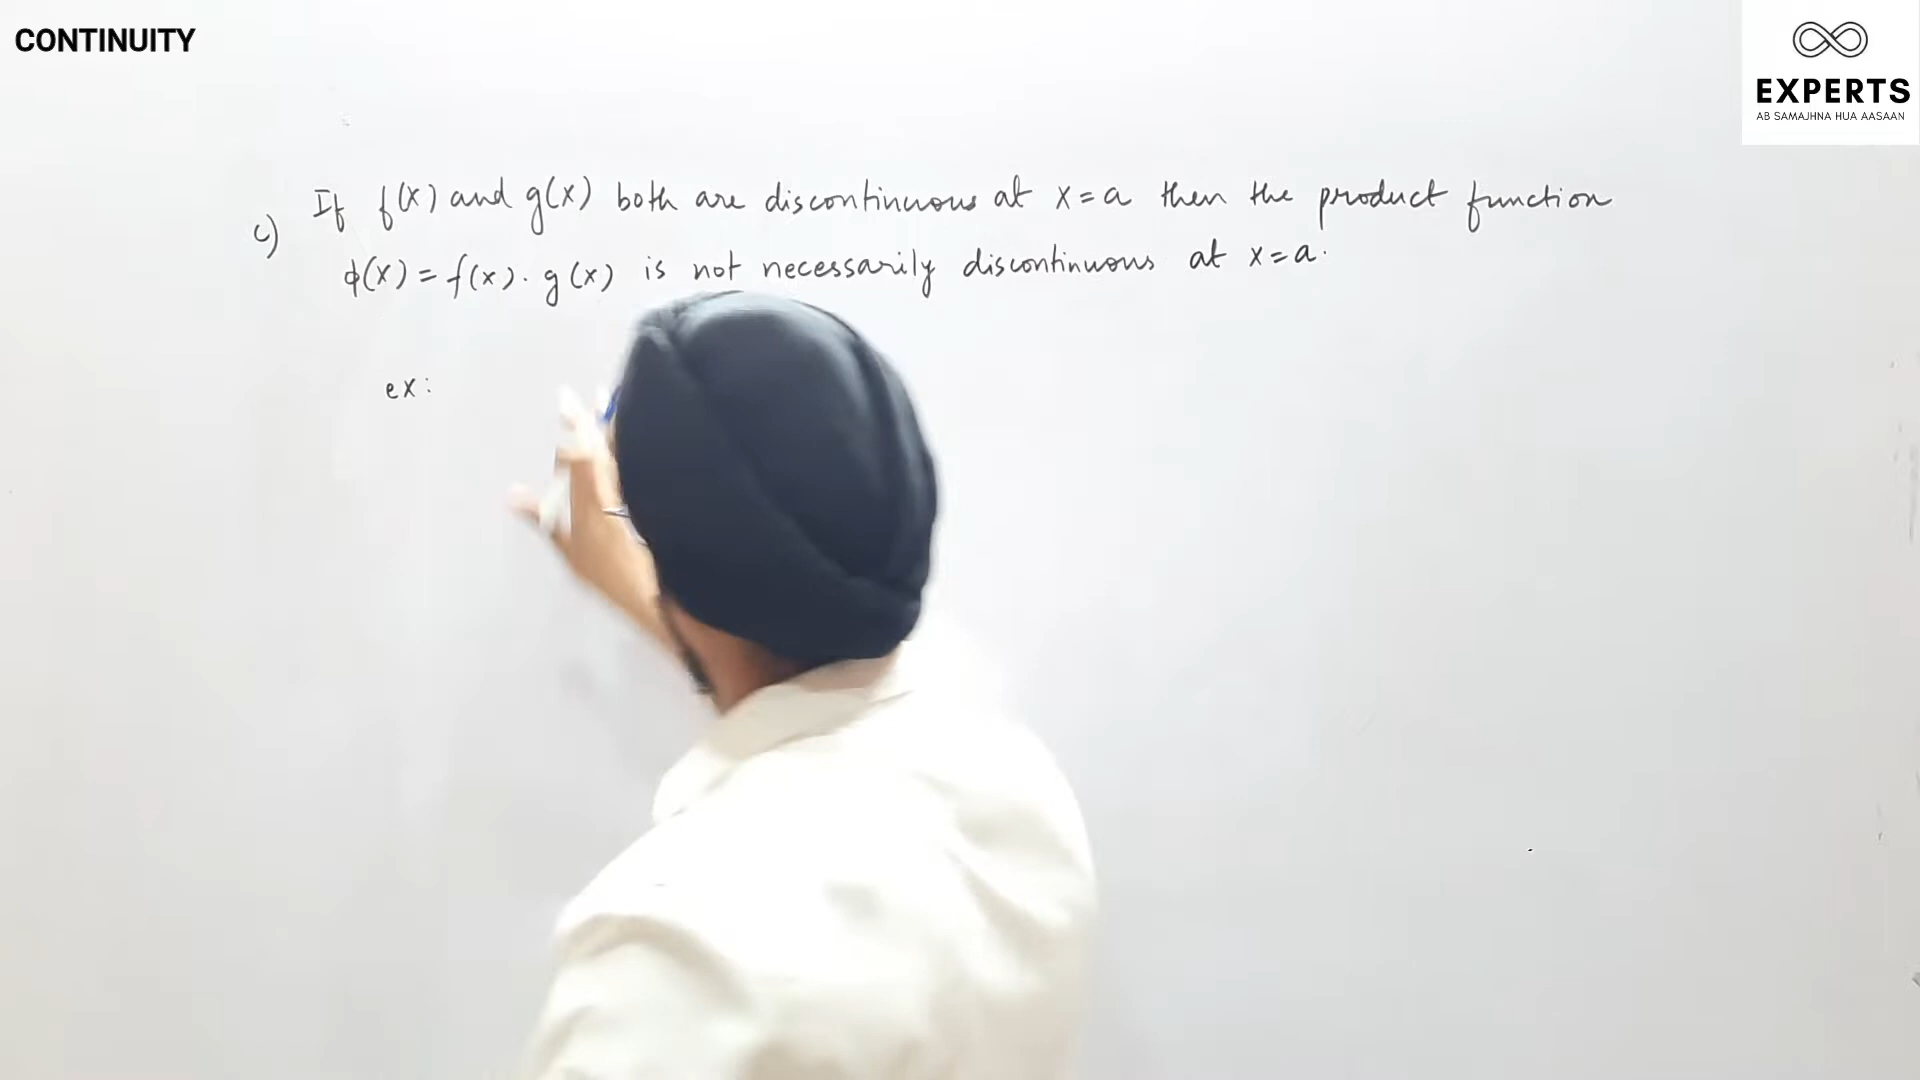 CONTINUITY
EXPERTS
AB SAMAJHNA HUA AASAAN
c) If f(x) and g(x) both are discontinuous at x=a then the product function
ϕ(x) = f(x) . g(x) is not necessarily discontinuous at x=a.
ex: